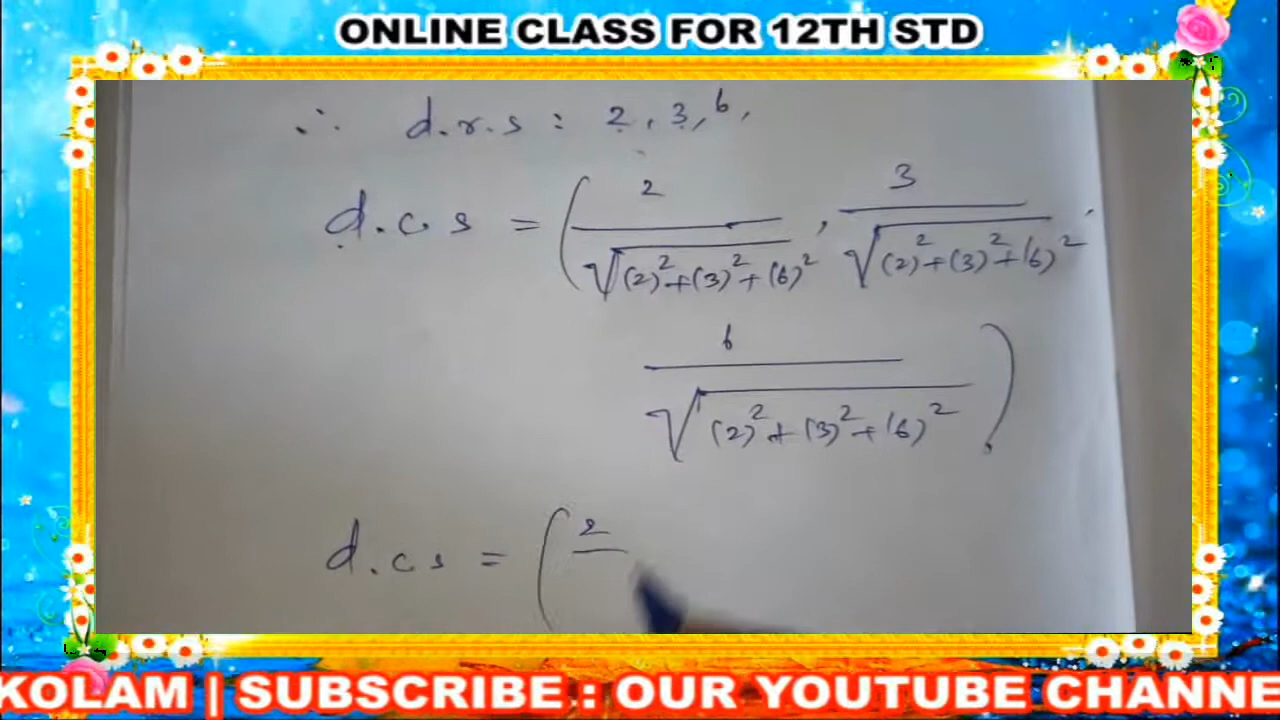 ONLINE CLASS FOR 12TH STD
∴ d.r.s : 2, 3, 6,
d.c.s = ( 2 / √(2)²+(3)²+(6)² , 3 / √(2)²+(3)²+(6)² ,
6 / √(2)²+(3)²+(6)² )
d.c.s = ( 2
KOLAM | SUBSCRIBE : OUR YOUTUBE CHANNE